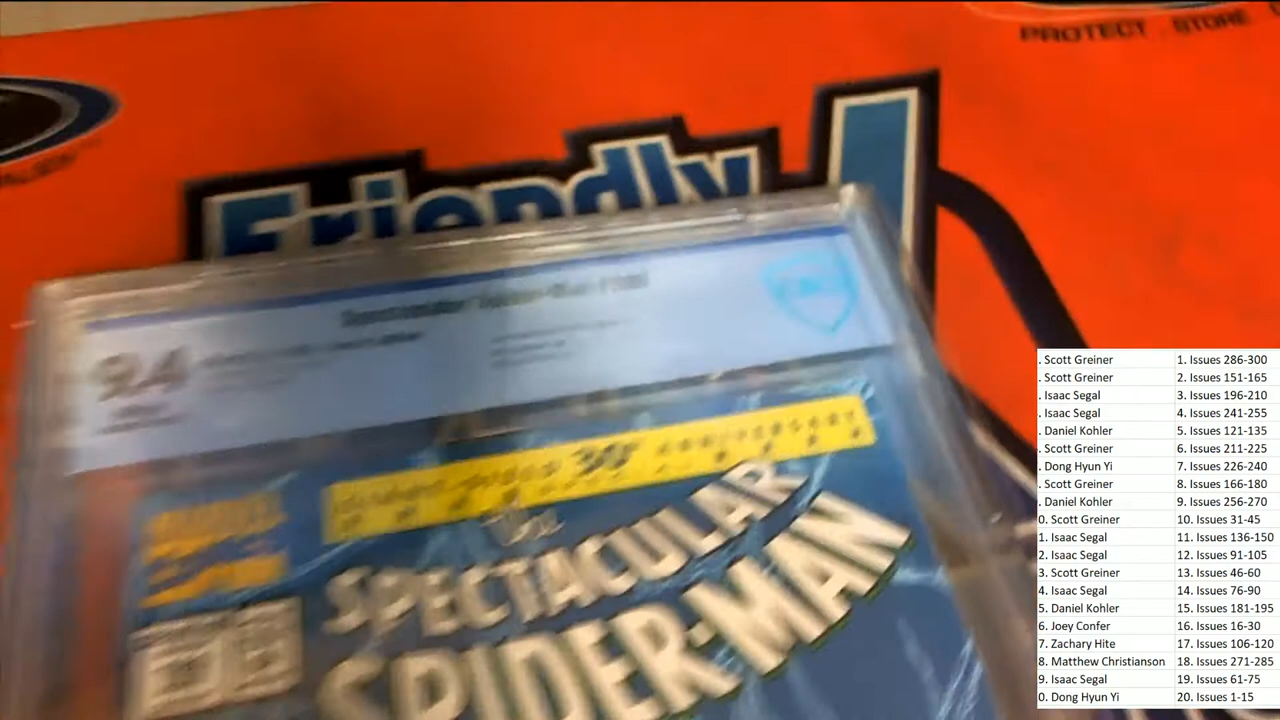 PROTECT STORE
Friendly
9.4
30th ANNIVERSARY
The
SPECTACULAR
SPIDER-MAN
. Scott Greiner 1. Issues 286-300
. Scott Greiner 2. Issues 151-165
. Isaac Segal 3. Issues 196-210
. Isaac Segal 4. Issues 241-255
. Daniel Kohler 5. Issues 121-135
. Scott Greiner 6. Issues 211-225
. Dong Hyun Yi 7. Issues 226-240
. Scott Greiner 8. Issues 166-180
. Daniel Kohler 9. Issues 256-270
0. Scott Greiner 10. Issues 31-45
1. Isaac Segal 11. Issues 136-150
2. Isaac Segal 12. Issues 91-105
3. Scott Greiner 13. Issues 46-60
4. Isaac Segal 14. Issues 76-90
5. Daniel Kohler 15. Issues 181-195
6. Joey Confer 16. Issues 16-30
7. Zachary Hite 17. Issues 106-120
8. Matthew Christianson 18. Issues 271-285
9. Isaac Segal 19. Issues 61-75
0. Dong Hyun Yi 20. Issues 1-15